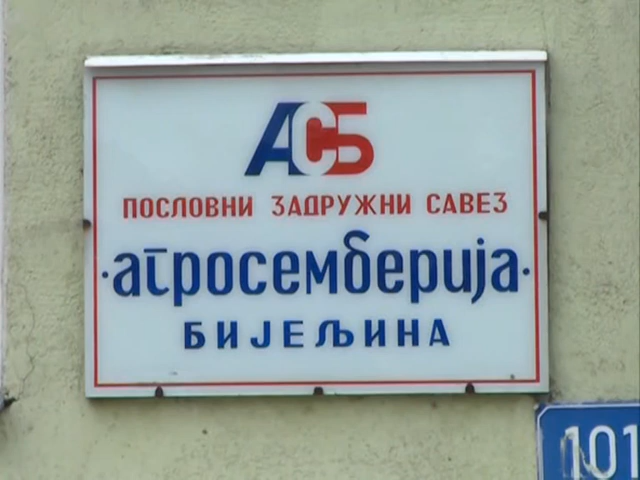 АСБ
ПОСЛОВНИ ЗАДРУЖНИ САВЕЗ
·агросемберија·
БИЈЕЉИНА
101